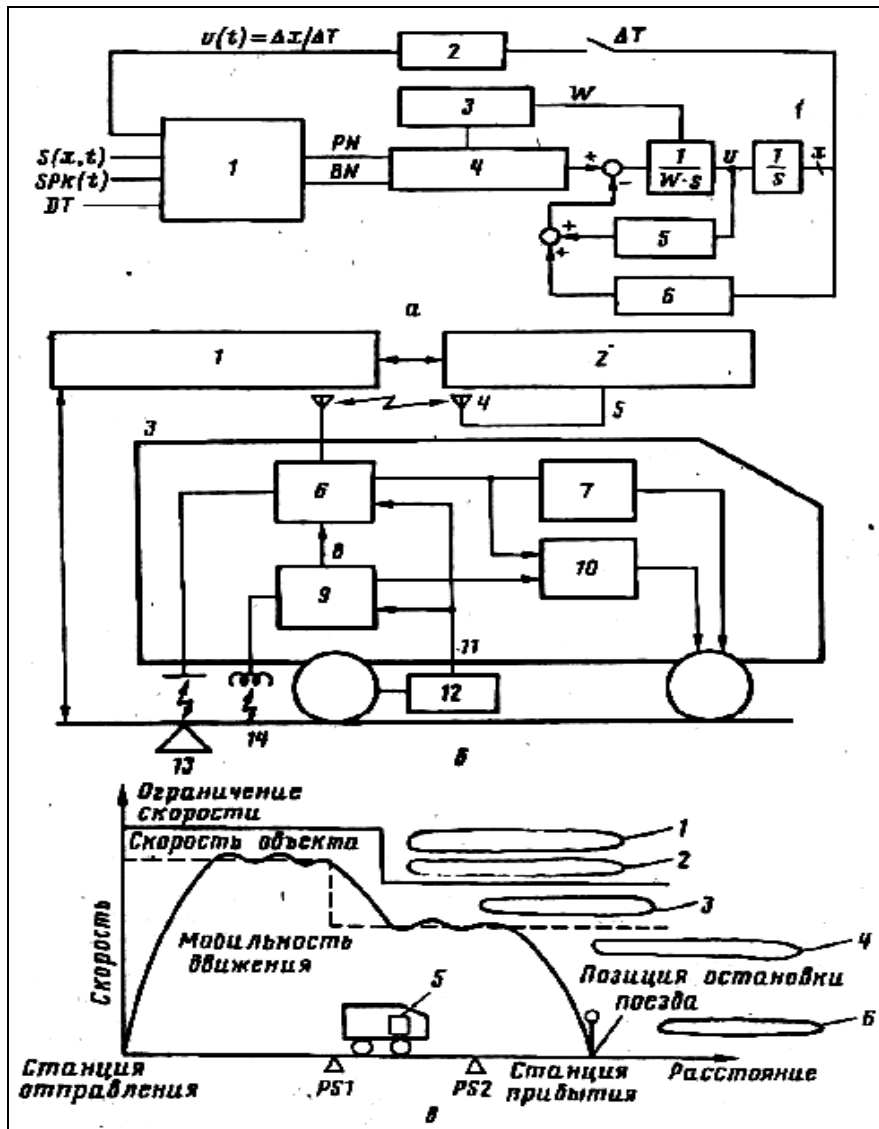 υ(t)=Δx/ΔT
2
ΔT
3
W
f
S(x,t)
SPK(t)
DT
1
PN
BN
4
+
-
1
W·s
υ
1
s
x
+
+
5
6
а
1
2
3
4
5
6
7
8
9
10
11
12
13
14
б
Ограничение
скорости
Скорость объекта
1
2
3
Мобильность
движения
4
Позиция остановки
поезда
5
6
Скорость
Станция
отправления
PS1
PS2
Станция
прибытия
Расстояние
в